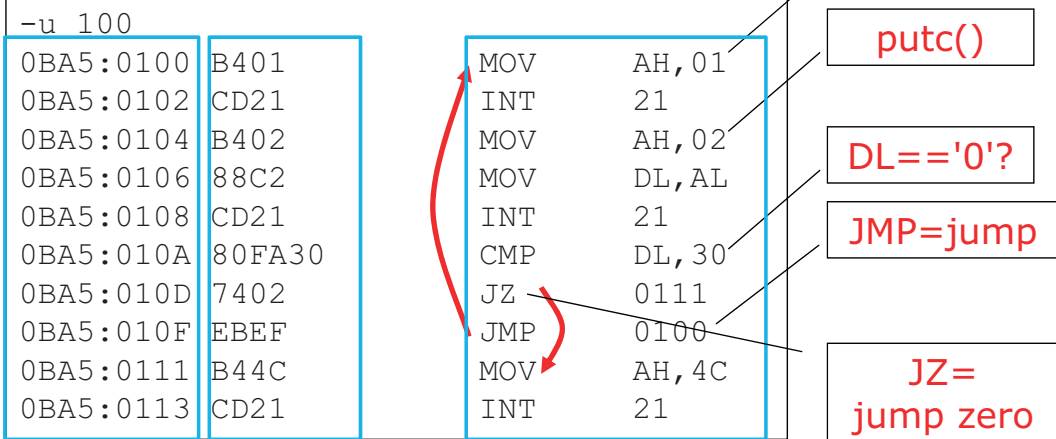 -u 100
0BA5:0100 B401 MOV AH,01
0BA5:0102 CD21 INT 21
0BA5:0104 B402 MOV AH,02
0BA5:0106 88C2 MOV DL,AL
0BA5:0108 CD21 INT 21
0BA5:010A 80FA30 CMP DL,30
0BA5:010D 7402 JZ 0111
0BA5:010F EBEF JMP 0100
0BA5:0111 B44C MOV AH,4C
0BA5:0113 CD21 INT 21
putc()
DL=='0'?
JMP=jump
JZ=
jump zero